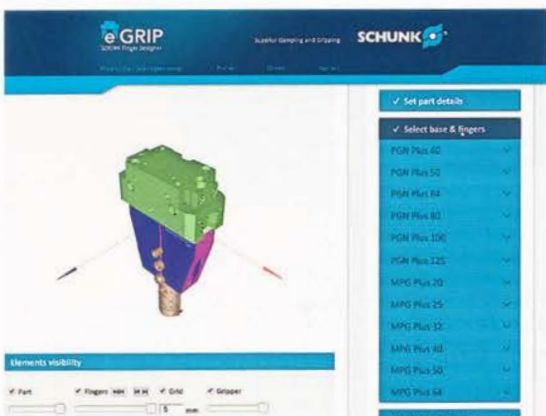 eGRIP
SCHUNK Finger Designer
Superior Clamping and Gripping
SCHUNK
✓ Set part details
✓ Select base & fingers
PGN Plus 40
PGN Plus 50
PGN Plus 64
PGN Plus 80
PGN Plus 100
PGN Plus 125
MPG Plus 20
MPG Plus 25
MPG Plus 32
MPG Plus 40
MPG Plus 50
MPG Plus 64
Elements visibility
✓ Part ✓ Fingers ✓ Grid ✓ Gripper
5 mm